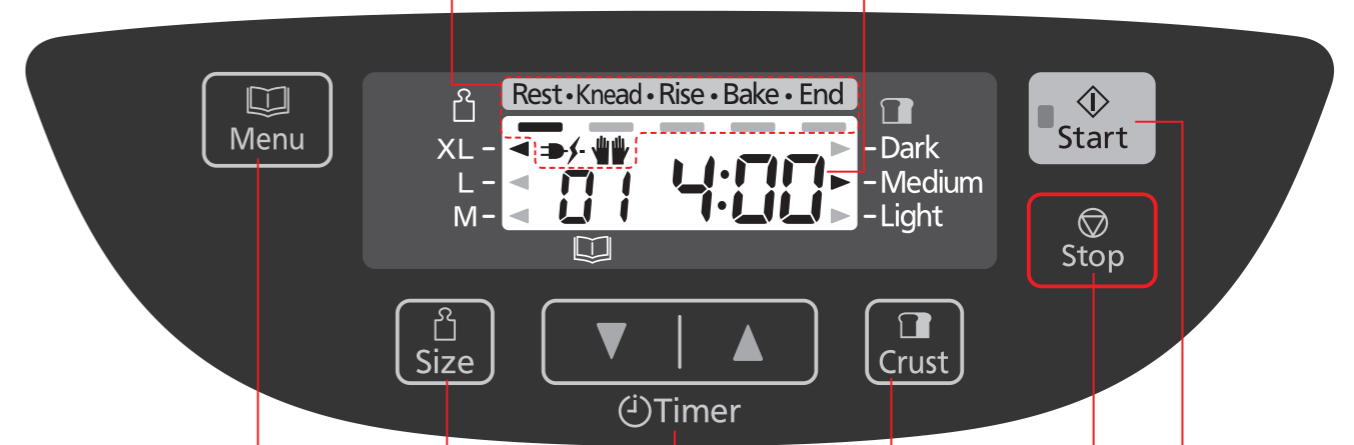 Rest • Knead • Rise • Bake • End
Menu
Start
XL –
– Dark
L –
– Medium
M –
– Light
01 4:00
Stop
Size
Crust
Timer